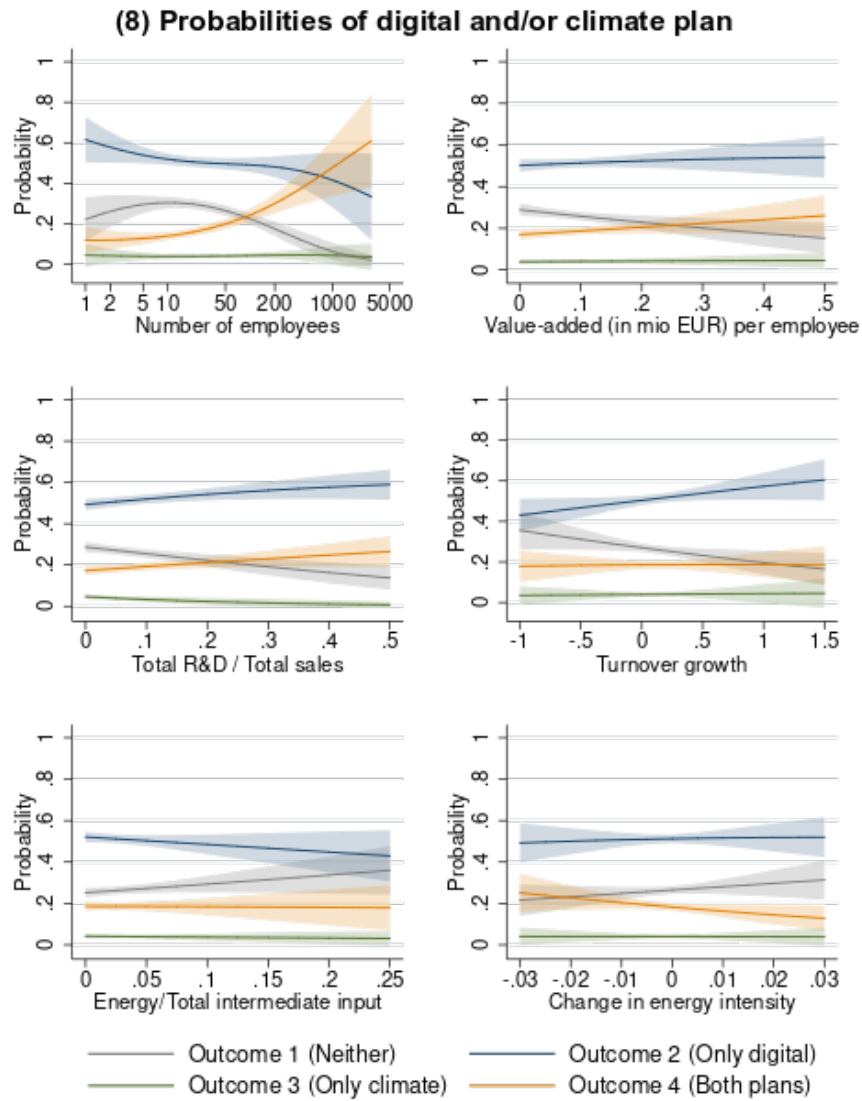 (8) Probabilities of digital and/or climate plan
Probability
0 .2 .4 .6 .8 1
1 2 5 10 50 200 1000 5000
Number of employees
Probability
0 .2 .4 .6 .8 1
0 .1 .2 .3 .4 .5
Value-added (in mio EUR) per employee
Probability
0 .2 .4 .6 .8 1
0 .1 .2 .3 .4 .5
Total R&D / Total sales
Probability
0 .2 .4 .6 .8 1
-1 -.5 0 .5 1 1.5
Turnover growth
Probability
0 .2 .4 .6 .8 1
0 .05 .1 .15 .2 .25
Energy/Total intermediate input
Probability
0 .2 .4 .6 .8 1
-.03 -.02 -.01 0 .01 .02 .03
Change in energy intensity
Outcome 1 (Neither)
Outcome 2 (Only digital)
Outcome 3 (Only climate)
Outcome 4 (Both plans)